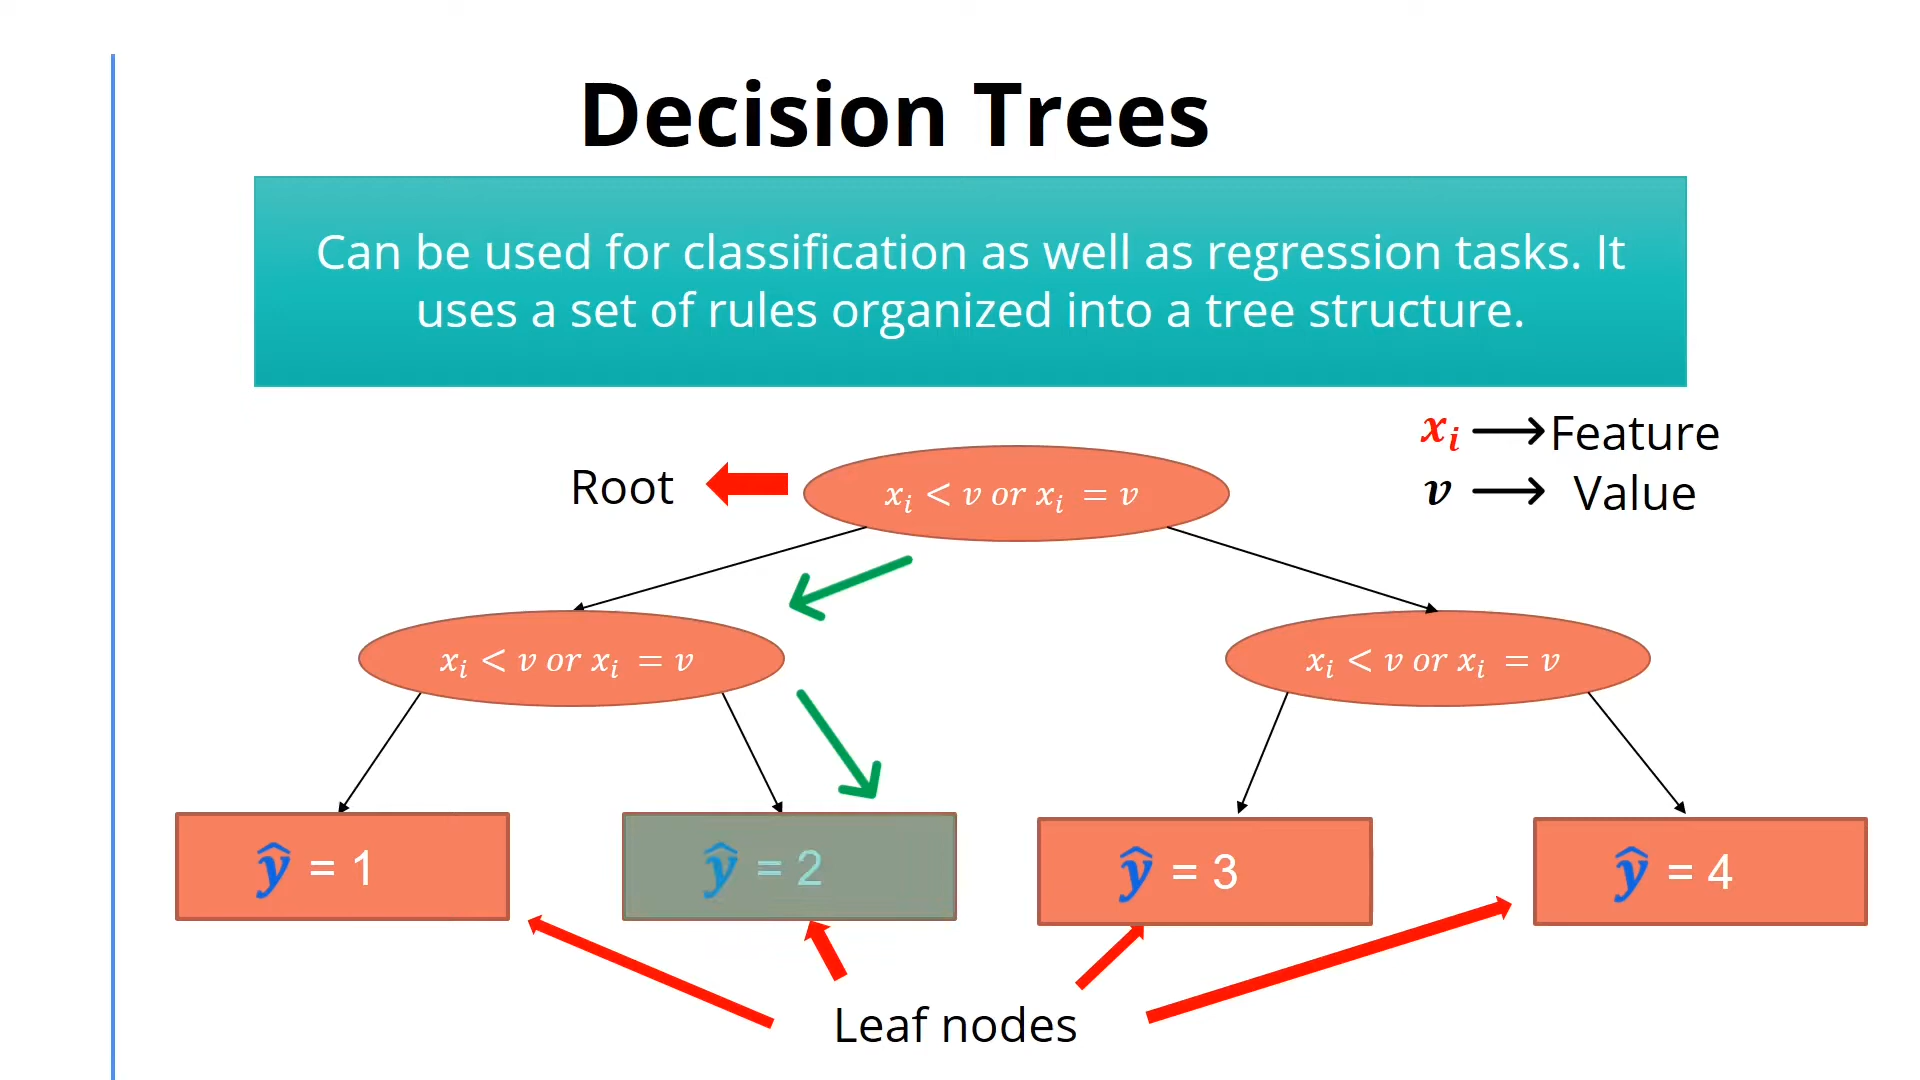 Decision Trees
Can be used for classification as well as regression tasks. It
uses a set of rules organized into a tree structure.
xᵢ → Feature
v → Value
Root
xᵢ < v or xᵢ = v
xᵢ < v or xᵢ = v
xᵢ < v or xᵢ = v
ŷ = 1
ŷ = 2
ŷ = 3
ŷ = 4
Leaf nodes